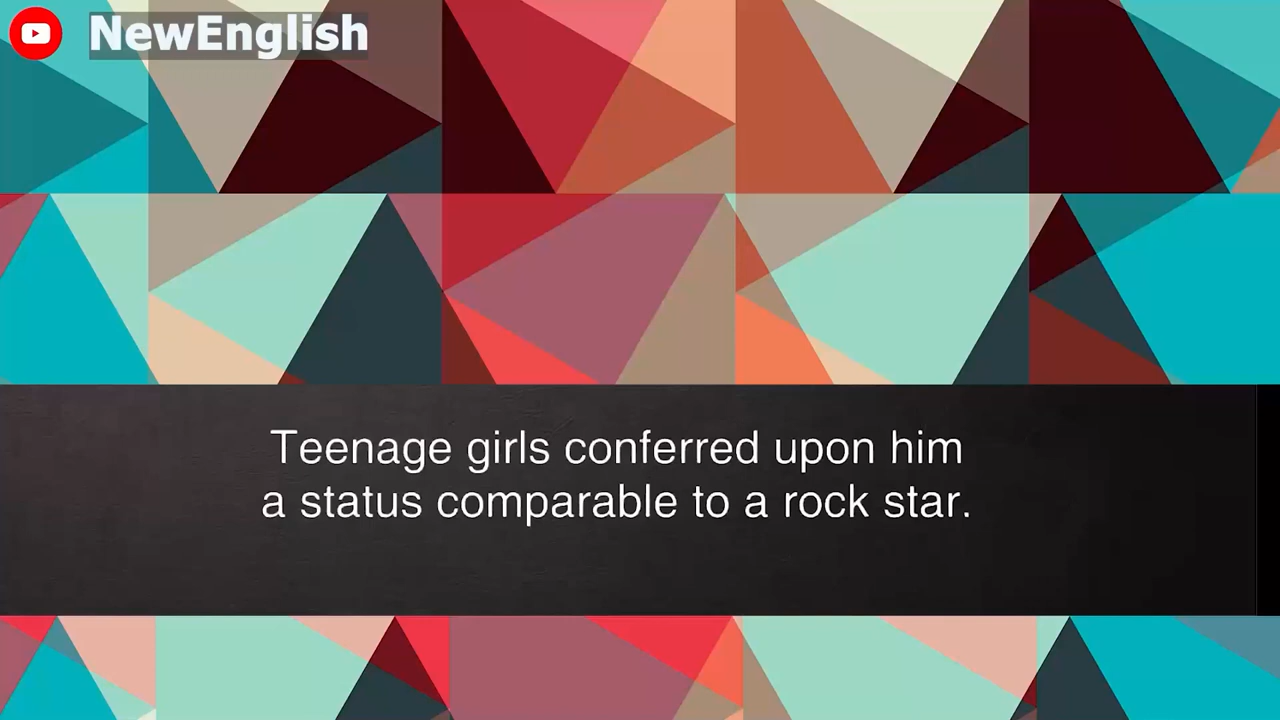 NewEnglish
Teenage girls conferred upon him
a status comparable to a rock star.